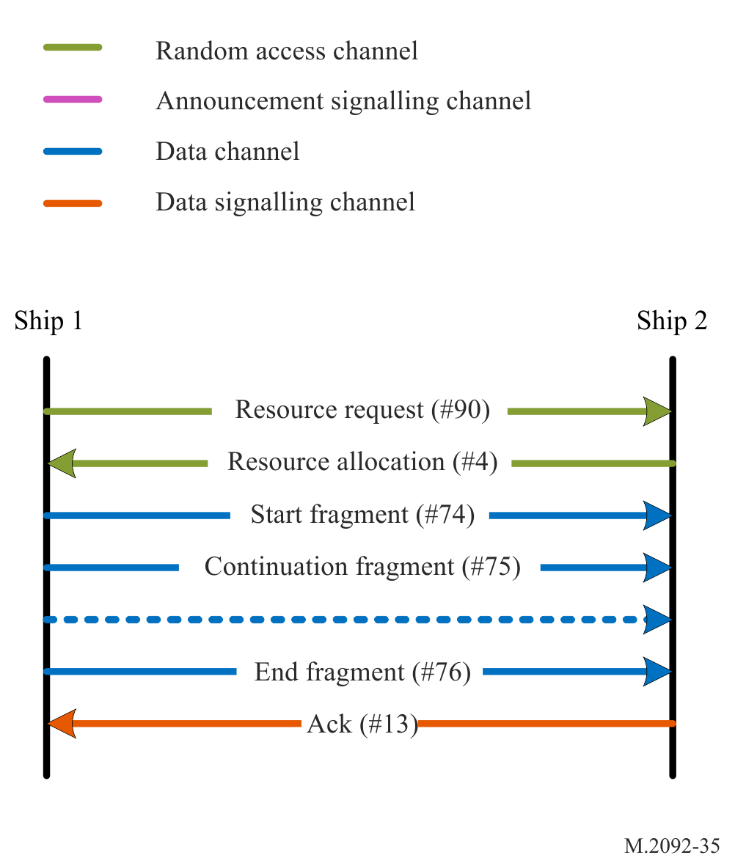 Random access channel
Announcement signalling channel
Data channel
Data signalling channel
Ship 1
Ship 2
Resource request (#90)
Resource allocation (#4)
Start fragment (#74)
Continuation fragment (#75)
End fragment (#76)
Ack (#13)
M.2092-35